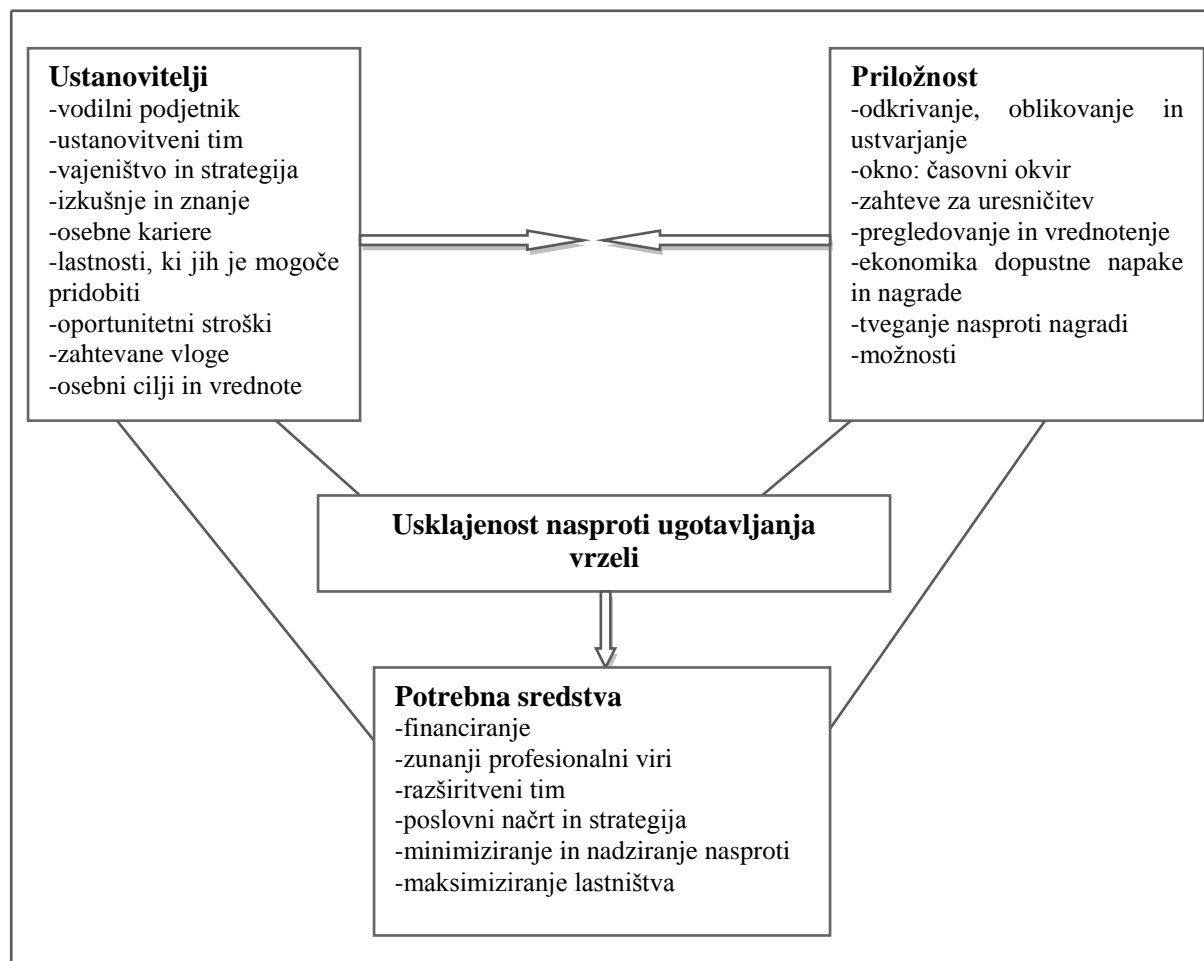 Ustanovitelji
-vodilni podjetnik
-ustanovitveni tim
-vajeništvo in strategija
-izkušnje in znanje
-osebne kariere
-lastnosti, ki jih je mogoče
pridobiti
-oportunitetni stroški
-zahtevane vloge
-osebni cilji in vrednote
Priložnost
-odkrivanje, oblikovanje in
ustvarjanje
-okno: časovni okvir
-zahteve za uresničitev
-pregledovanje in vrednotenje
-ekonomika dopustne napake
in nagrade
-tveganje nasproti nagradi
-možnosti
Usklajenost nasproti ugotavljanja
vrzeli
Potrebna sredstva
-financiranje
-zunanji profesionalni viri
-razširitveni tim
-poslovni načrt in strategija
-minimiziranje in nadziranje nasproti
-maksimiziranje lastništva